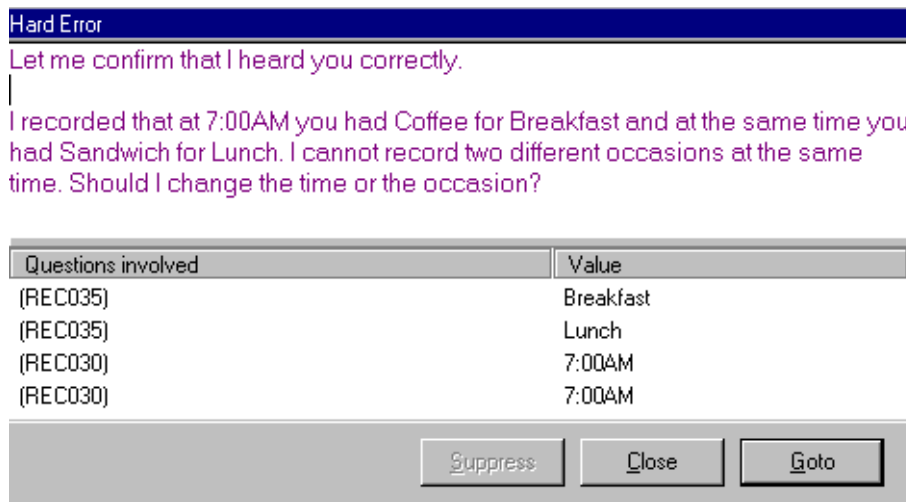 Hard Error
Let me confirm that I heard you correctly.
I recorded that at 7:00AM you had Coffee for Breakfast and at the same time you
had Sandwich for Lunch. I cannot record two different occasions at the same
time. Should I change the time or the occasion?
Questions involved Value
(REC035) Breakfast
(REC035) Lunch
(REC030) 7:00AM
(REC030) 7:00AM
Suppress Close Goto